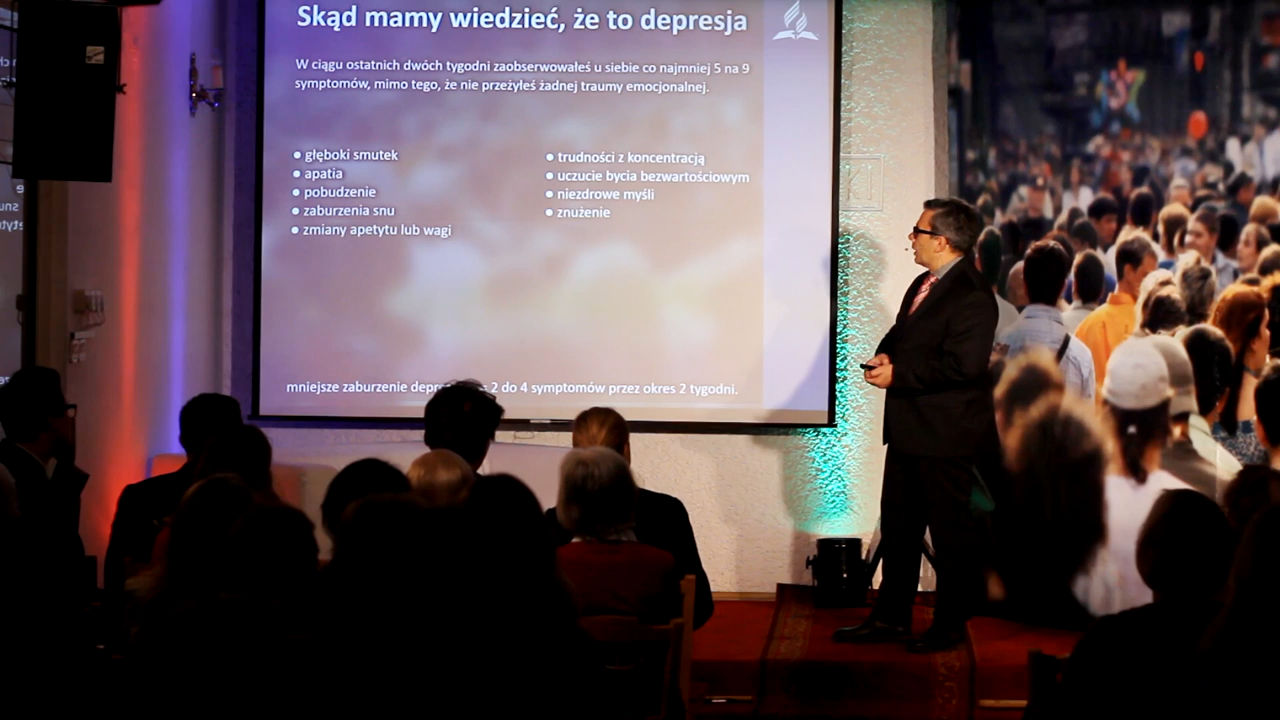 Skąd mamy wiedzieć, że to depresja
W ciągu ostatnich dwóch tygodni zaobserwowałeś u siebie co najmniej 5 na 9
symptomów, mimo tego, że nie przeżyłeś żadnej traumy emocjonalnej.
głęboki smutek
apatia
pobudzenie
zaburzenia snu
zmiany apetytu lub wagi
trudności z koncentracją
uczucie bycia bezwartościowym
niezdrowe myśli
znużenie
mniejsze zaburzenie 2 do 4 symptomów przez okres 2 tygodni.